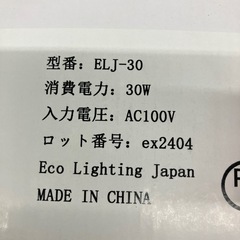 型番: ELJ-30
消費電力: 30W
入力電圧: AC100V
ロット番号: ex2404
Eco Lighting Japan
MADE IN CHINA